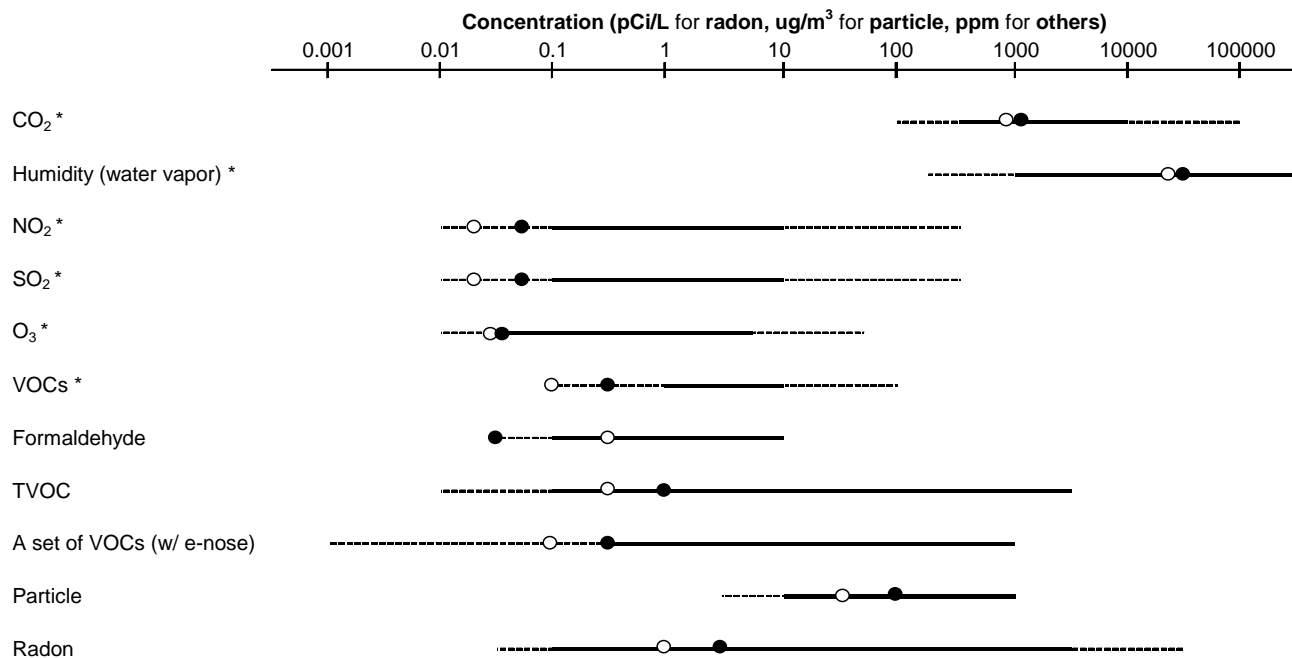 Concentration (pCi/L for radon, ug/m³ for particle, ppm for others)
0.001 0.01 0.1 1 10 100 1000 10000 100000
CO₂ *
Humidity (water vapor) *
NO₂ *
SO₂ *
O₃ *
VOCs *
Formaldehyde
TVOC
A set of VOCs (w/ e-nose)
Particle
Radon